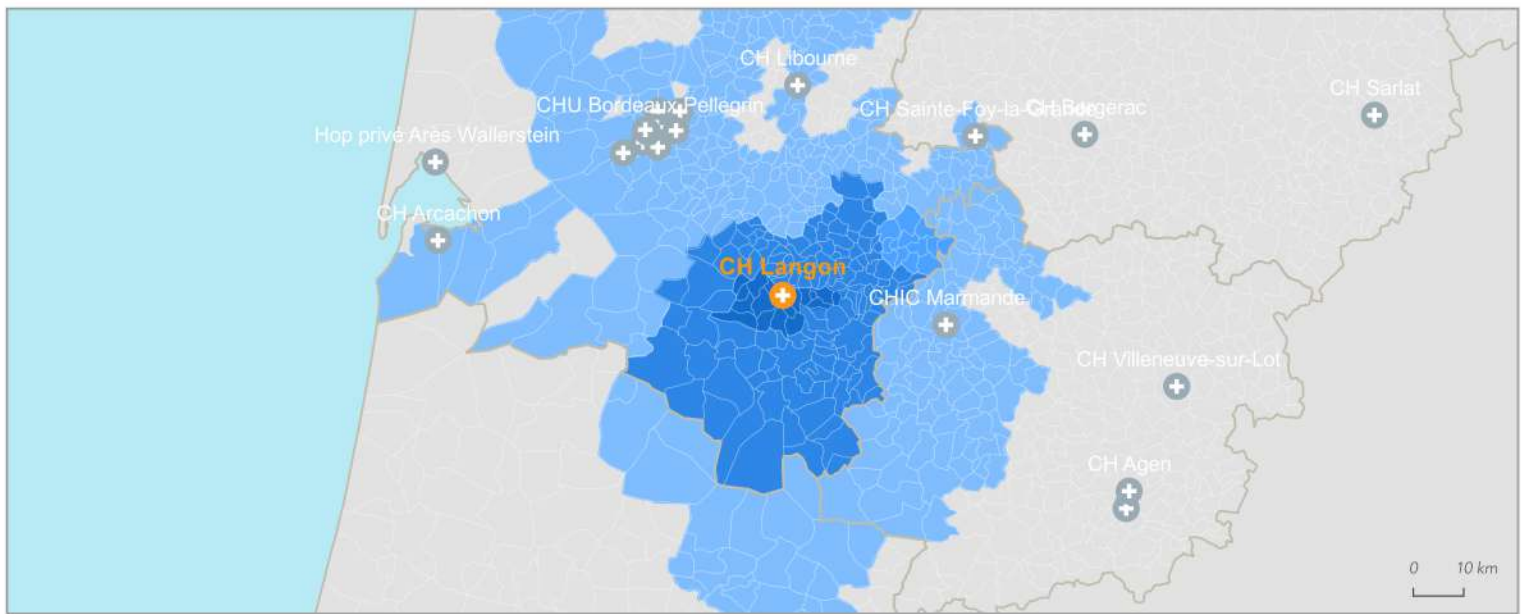 CH Libourne
CH Sarlat
CHU Bordeaux-Pellegrin
CH Sainte-Foy-la-Grande
CH Bergerac
Hop privé Arès Wallerstein
CH Arcachon
CH Langon
CHIC Marmande
CH Villeneuve-sur-Lot
CH Agen
0 10 km